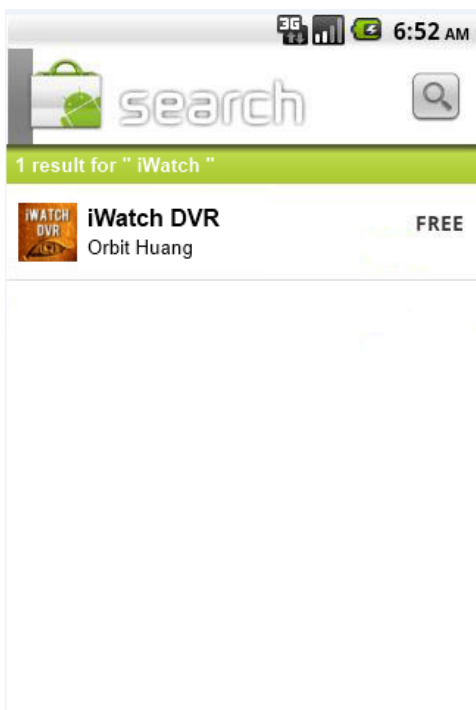 3G 6:52 AM
search
1 result for " iWatch "
iWATCH
DVR
iWatch DVR
FREE
Orbit Huang